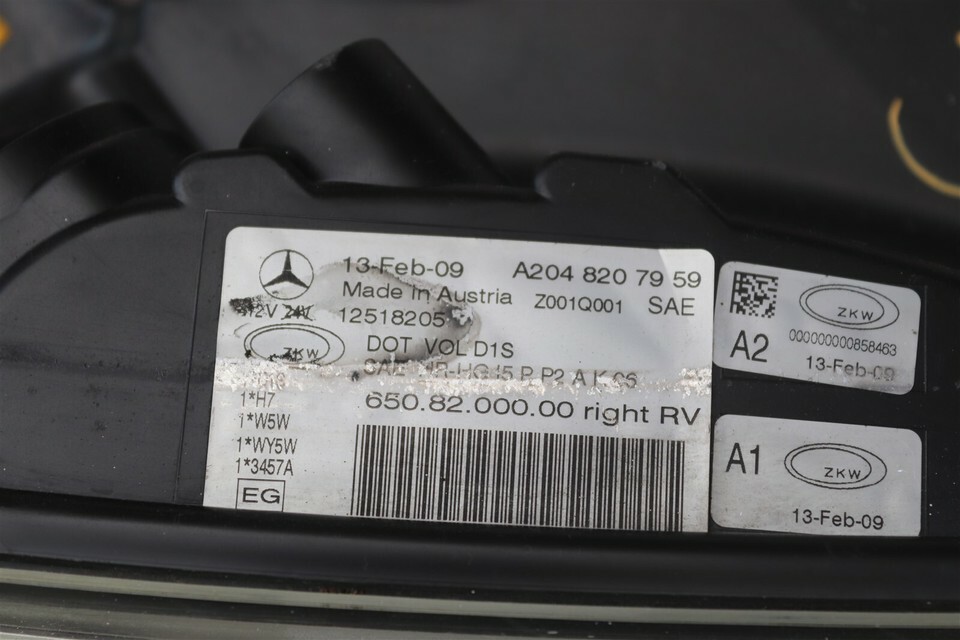 13-Feb-09 A204 820 79 59
Made in Austria Z001Q001 SAE
12V 24V 12518205
ZKW DOT VOL D1S
650.82.000.00 right RV
1*H7
1*W5W
1*WY5W
1*3457A
EG
ZKW
A2 000000000858463
13-Feb-09
A1 ZKW
13-Feb-09